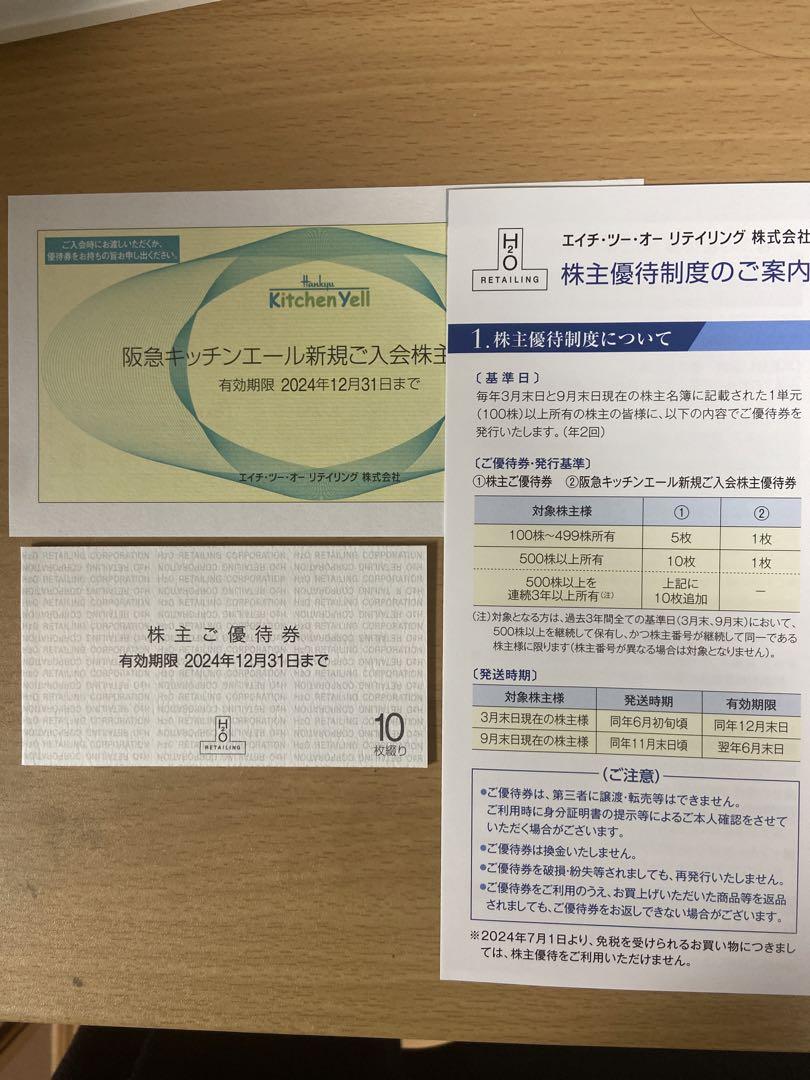 ご入会時にお渡しいただくか、
優待券をお持ちの旨お申し出ください。
Hankyu
Kitchen Yell
阪急キッチンエール新規ご入会株主
有効期限 2024年12月31日まで
エイチ・ツー・オー リテイリング 株式会社
H2O RETAILING CORPORATION H2O RETAILING CORPORATION H2O RETAILING CORPORATION
株主ご優待券
有効期限 2024年12月31日まで
H2O
RETAILING
10
枚綴り
H2O
RETAILING
エイチ・ツー・オー リテイリング 株式会社
株主優待制度のご案内
1.株主優待制度について
〔基準日〕
毎年3月末日と9月末日現在の株主名簿に記載された1単元
(100株)以上所有の株主の皆様に、以下の内容でご優待券を
発行いたします。(年2回)
〔ご優待券・発行基準〕
①株主ご優待券 ②阪急キッチンエール新規ご入会株主優待券
対象株主様 ① ②
100株～499株所有 5枚 1枚
500株以上所有 10枚 1枚
500株以上を
連続3年以上所有(注) 上記に
10枚追加 －
(注)対象となる方は、過去3年間全ての基準日(3月末、9月末)において、
500株以上を継続して保有し、かつ株主番号が継続して同一である
株主様に限ります(株主番号が異なる場合は対象となりません)。
〔発送時期〕
対象株主様 発送時期 有効期限
3月末日現在の株主様 同年6月初旬頃 同年12月末日
9月末日現在の株主様 同年11月末日頃 翌年6月末日
(ご注意)
●ご優待券は、第三者に譲渡・転売等はできません。
ご利用時に身分証明書の提示等によるご本人確認をさせて
いただく場合がございます。
●ご優待券は換金いたしません。
●ご優待券を破損・紛失等されましても、再発行いたしません。
●ご優待券をご利用のうえ、お買上げいただいた商品等を返品
されましても、ご優待券をお返しできない場合がございます。
※2024年7月1日より、免税を受けられるお買い物につきまし
ては、株主優待をご利用いただけません。